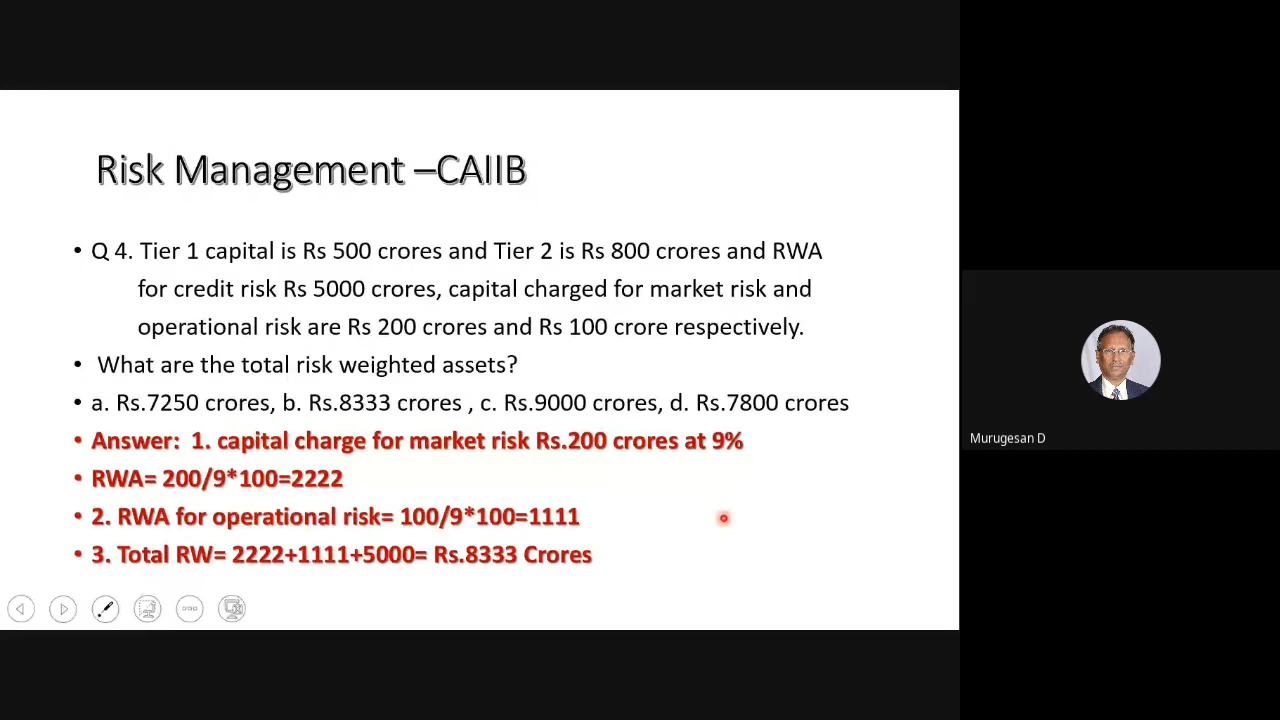 Risk Management –CAIIB
• Q 4. Tier 1 capital is Rs 500 crores and Tier 2 is Rs 800 crores and RWA
for credit risk Rs 5000 crores, capital charged for market risk and
operational risk are Rs 200 crores and Rs 100 crore respectively.
• What are the total risk weighted assets?
• a. Rs.7250 crores, b. Rs.8333 crores , c. Rs.9000 crores, d. Rs.7800 crores
• Answer: 1. capital charge for market risk Rs.200 crores at 9%
• RWA= 200/9*100=2222
• 2. RWA for operational risk= 100/9*100=1111
• 3. Total RW= 2222+1111+5000= Rs.8333 Crores
Murugesan D